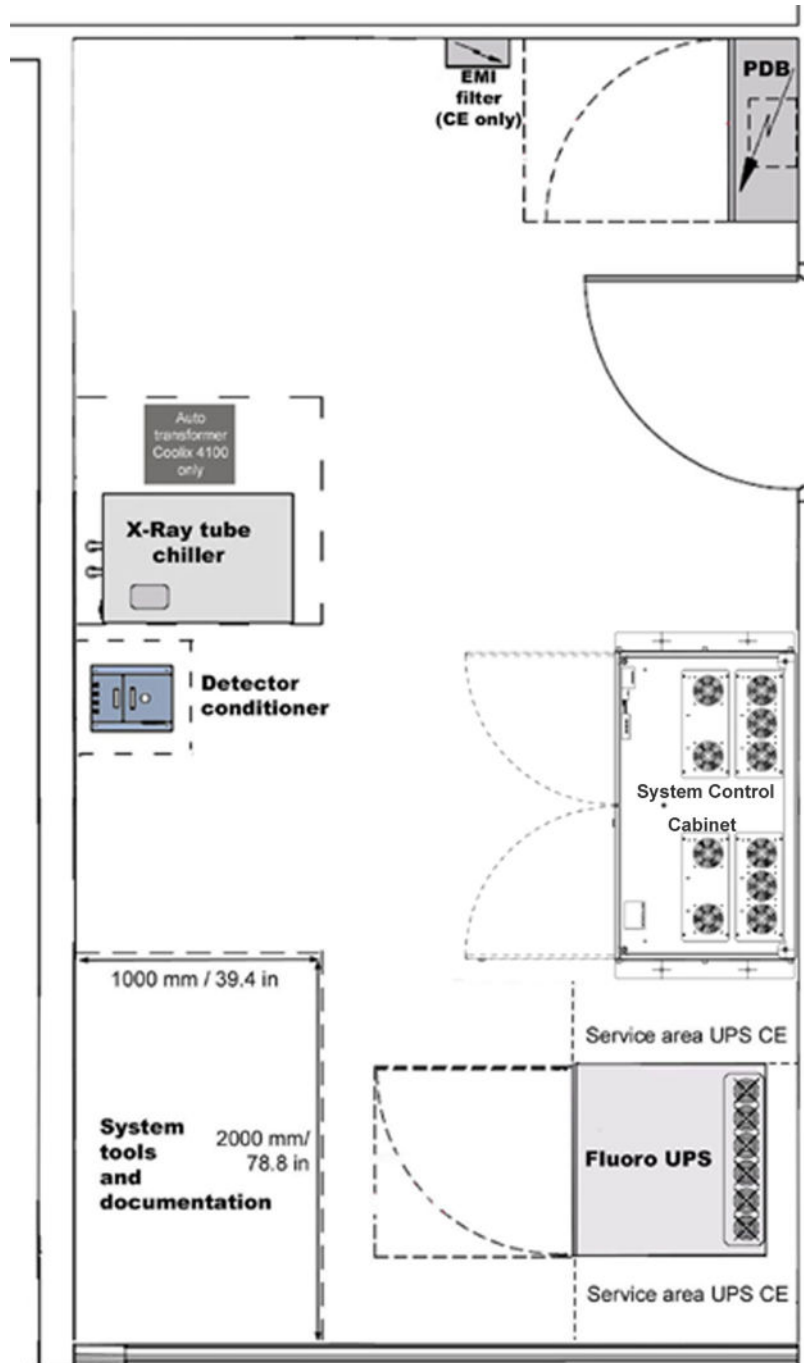 EMI
filter
(CE only)
PDB
Auto
transformer
Coolix 4100
only
X-Ray tube
chiller
Detector
conditioner
System Control
Cabinet
1000 mm / 39.4 in
Service area UPS CE
System
tools
and
documentation
2000 mm/
78.8 in
Fluoro UPS
Service area UPS CE